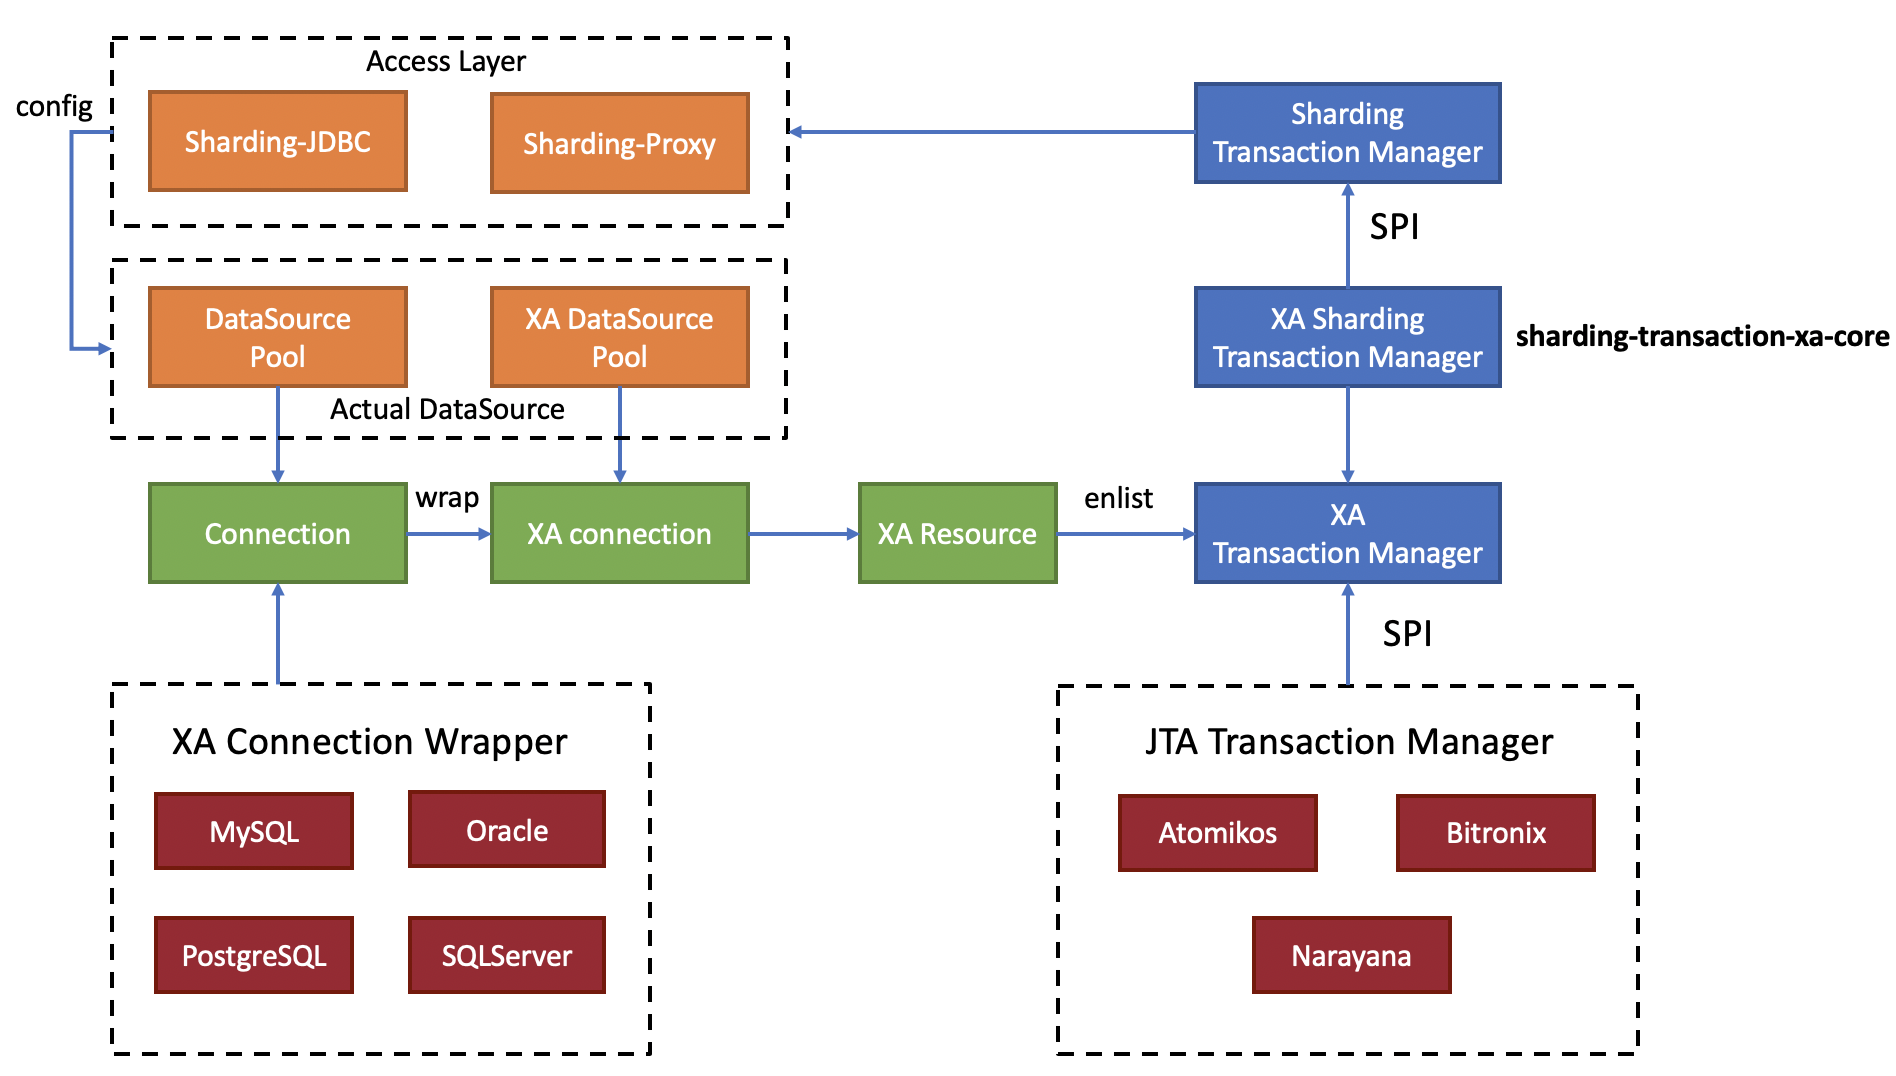 Access Layer
config
Sharding-JDBC
Sharding-Proxy
Sharding
Transaction Manager
SPI
DataSource
Pool
XA DataSource
Pool
XA Sharding
Transaction Manager
sharding-transaction-xa-core
Actual DataSource
Connection
wrap
XA connection
XA Resource
enlist
XA
Transaction Manager
SPI
XA Connection Wrapper
MySQL
Oracle
PostgreSQL
SQLServer
JTA Transaction Manager
Atomikos
Bitronix
Narayana